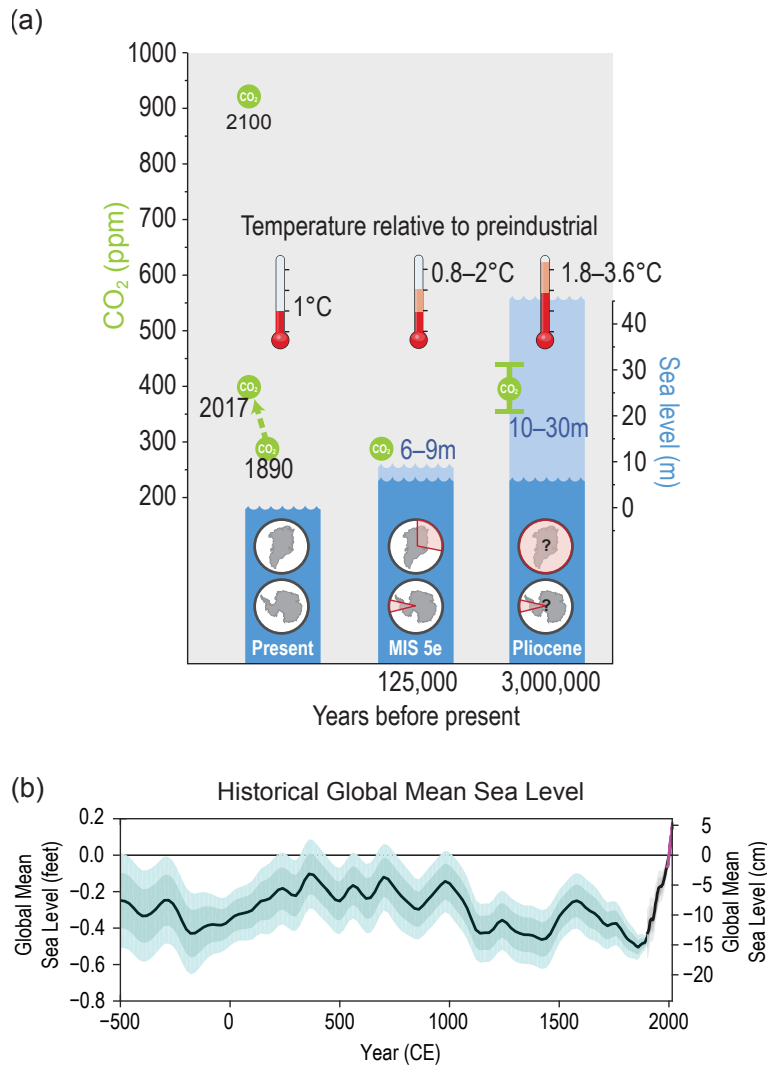 (a)
1000
900
800
700
600
500
400
300
200
CO₂ (ppm)
CO₂
2100
Temperature relative to preindustrial
1°C
0.8–2°C
1.8–3.6°C
CO₂
2017
CO₂
1890
CO₂
6–9m
CO₂
10–30m
40
30
20
10
0
Sea level (m)
?
?
Present
MIS 5e
Pliocene
125,000
3,000,000
Years before present
(b)
Historical Global Mean Sea Level
0.2
0.0
−0.2
−0.4
−0.6
−0.8
Global Mean
Sea Level (feet)
5
0
−5
−10
−15
−20
Global Mean
Sea Level (cm)
−500
0
500
1000
1500
2000
Year (CE)